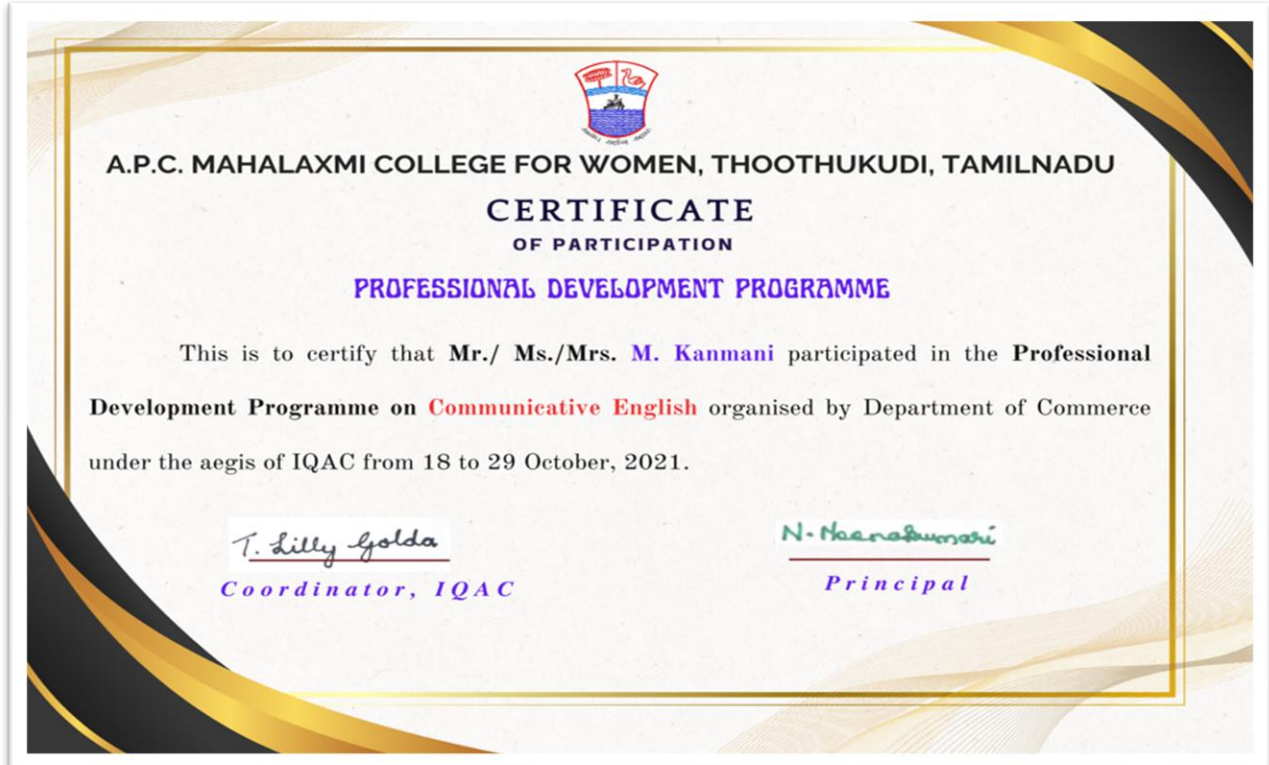 A.P.C. MAHALAXMI COLLEGE FOR WOMEN, THOOTHUKUDI, TAMILNADU
CERTIFICATE
OF PARTICIPATION
PROFESSIONAL DEVELOPMENT PROGRAMME
This is to certify that Mr./ Ms./Mrs. M. Kanmani participated in the Professional
Development Programme on Communicative English organised by Department of Commerce
under the aegis of IQAC from 18 to 29 October, 2021.
T. Lilly Golda
Coordinator, IQAC
N. Meenakumari
Principal